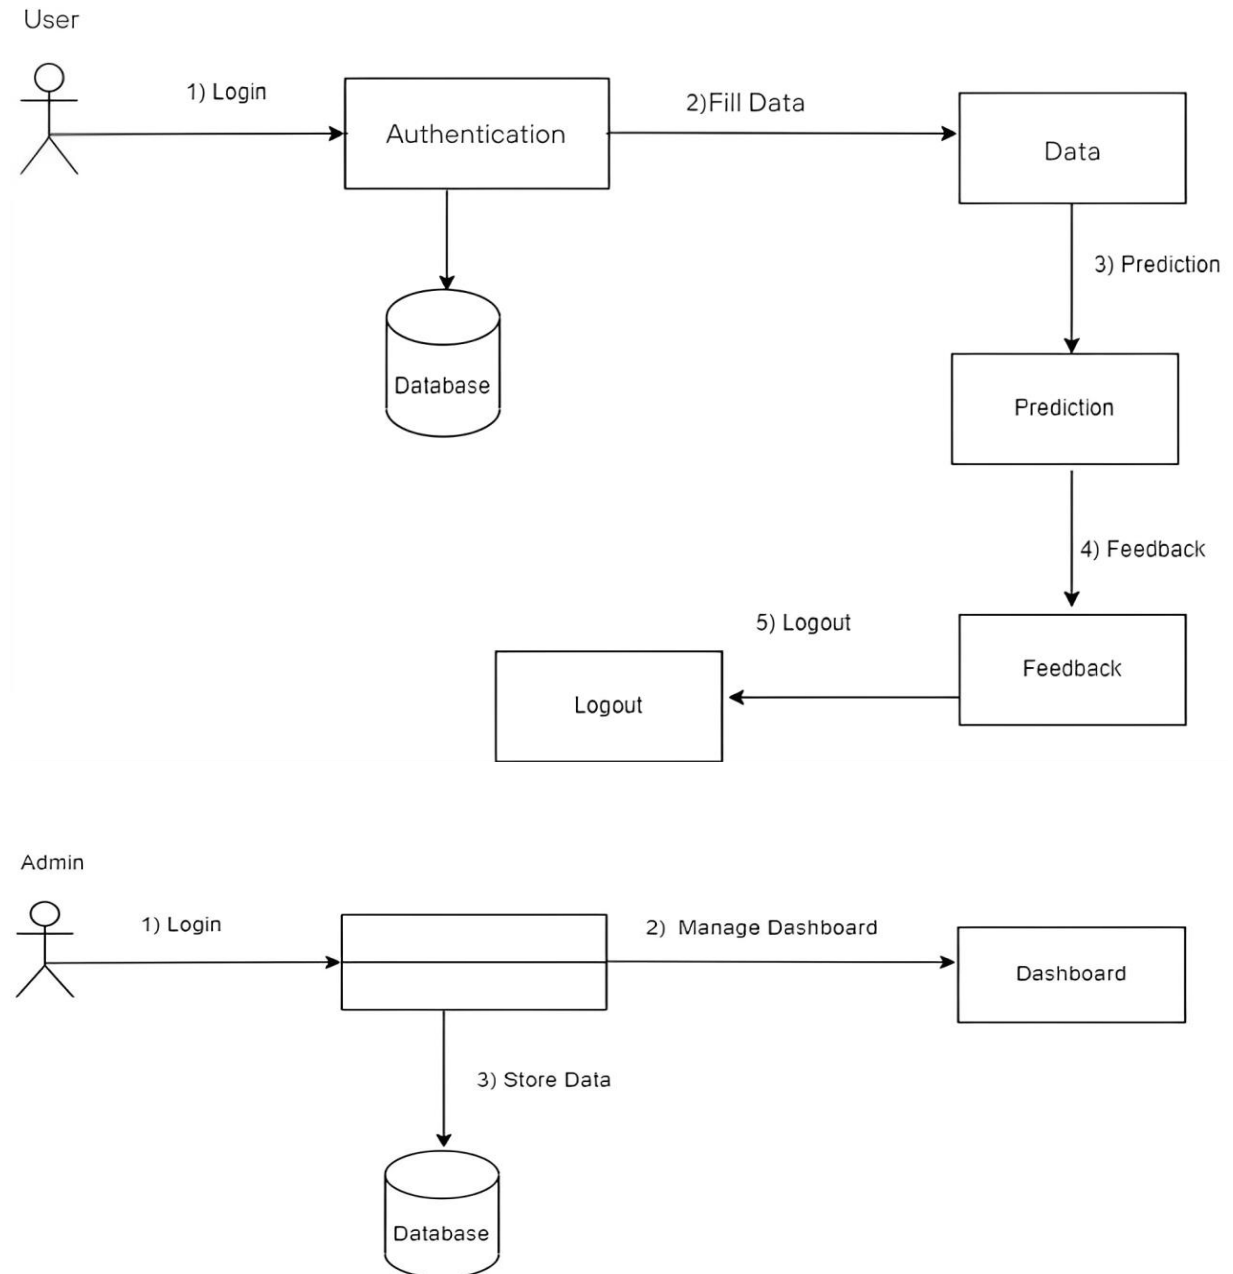 User
1) Login
Authentication
2)Fill Data
Data
3) Prediction
Database
Prediction
4) Feedback
5) Logout
Feedback
Logout
Admin
1) Login
2) Manage Dashboard
Dashboard
3) Store Data
Database